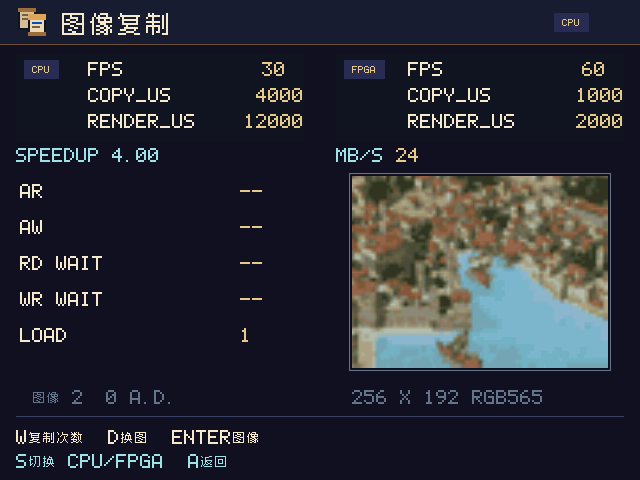 图像复制 CPU
CPU FPS 30 FPGA FPS 60
COPY_US 4000 COPY_US 1000
RENDER_US 12000 RENDER_US 2000
SPEEDUP 4.00 MB/S 24
AR --
AW --
RD WAIT --
WR WAIT --
LOAD 1
图像 2 0 A.D. 256 X 192 RGB565
W复制次数 D换图 ENTER图像
S切换 CPU/FPGA A返回